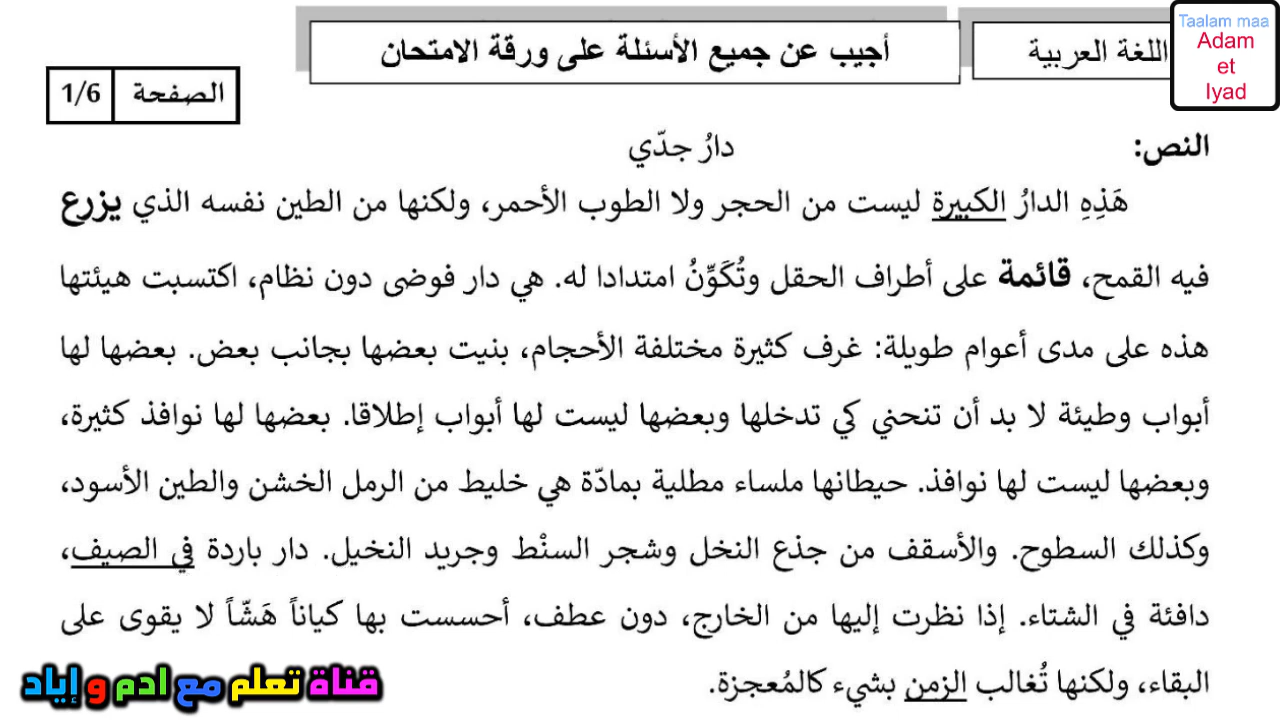 أجيب عن جميع الأسئلة على ورقة الامتحان
اللغة العربية
Taalam maa
Adam
et
Iyad
الصفحة 1/6
النص:
دارُ جدّي
هَذِهِ الدارُ الكبيرة ليست من الحجر ولا الطوب الأحمر، ولكنها من الطين نفسه الذي يزرع
فيه القمح، قائمة على أطراف الحقل وتُكَوِّنُ امتدادا له. هي دار فوضى دون نظام، اكتسبت هيئتها
هذه على مدى أعوام طويلة: غرف كثيرة مختلفة الأحجام، بنيت بعضها بجانب بعض. بعضها لها
أبواب وطيئة لا بد أن تنحني كي تدخلها وبعضها ليست لها أبواب إطلاقا. بعضها لها نوافذ كثيرة،
وبعضها ليست لها نوافذ. حيطانها ملساء مطلية بمادّة هي خليط من الرمل الخشن والطين الأسود،
وكذلك السطوح. والأسقف من جذع النخل وشجر السنْط وجريد النخيل. دار باردة في الصيف،
دافئة في الشتاء. إذا نظرت إليها من الخارج، دون عطف، أحسست بها كياناً هَشّاً لا يقوى على
البقاء، ولكنها تُغالب الزمن بشيء كالمُعجزة.
قناة تعلم مع ادم و إياد